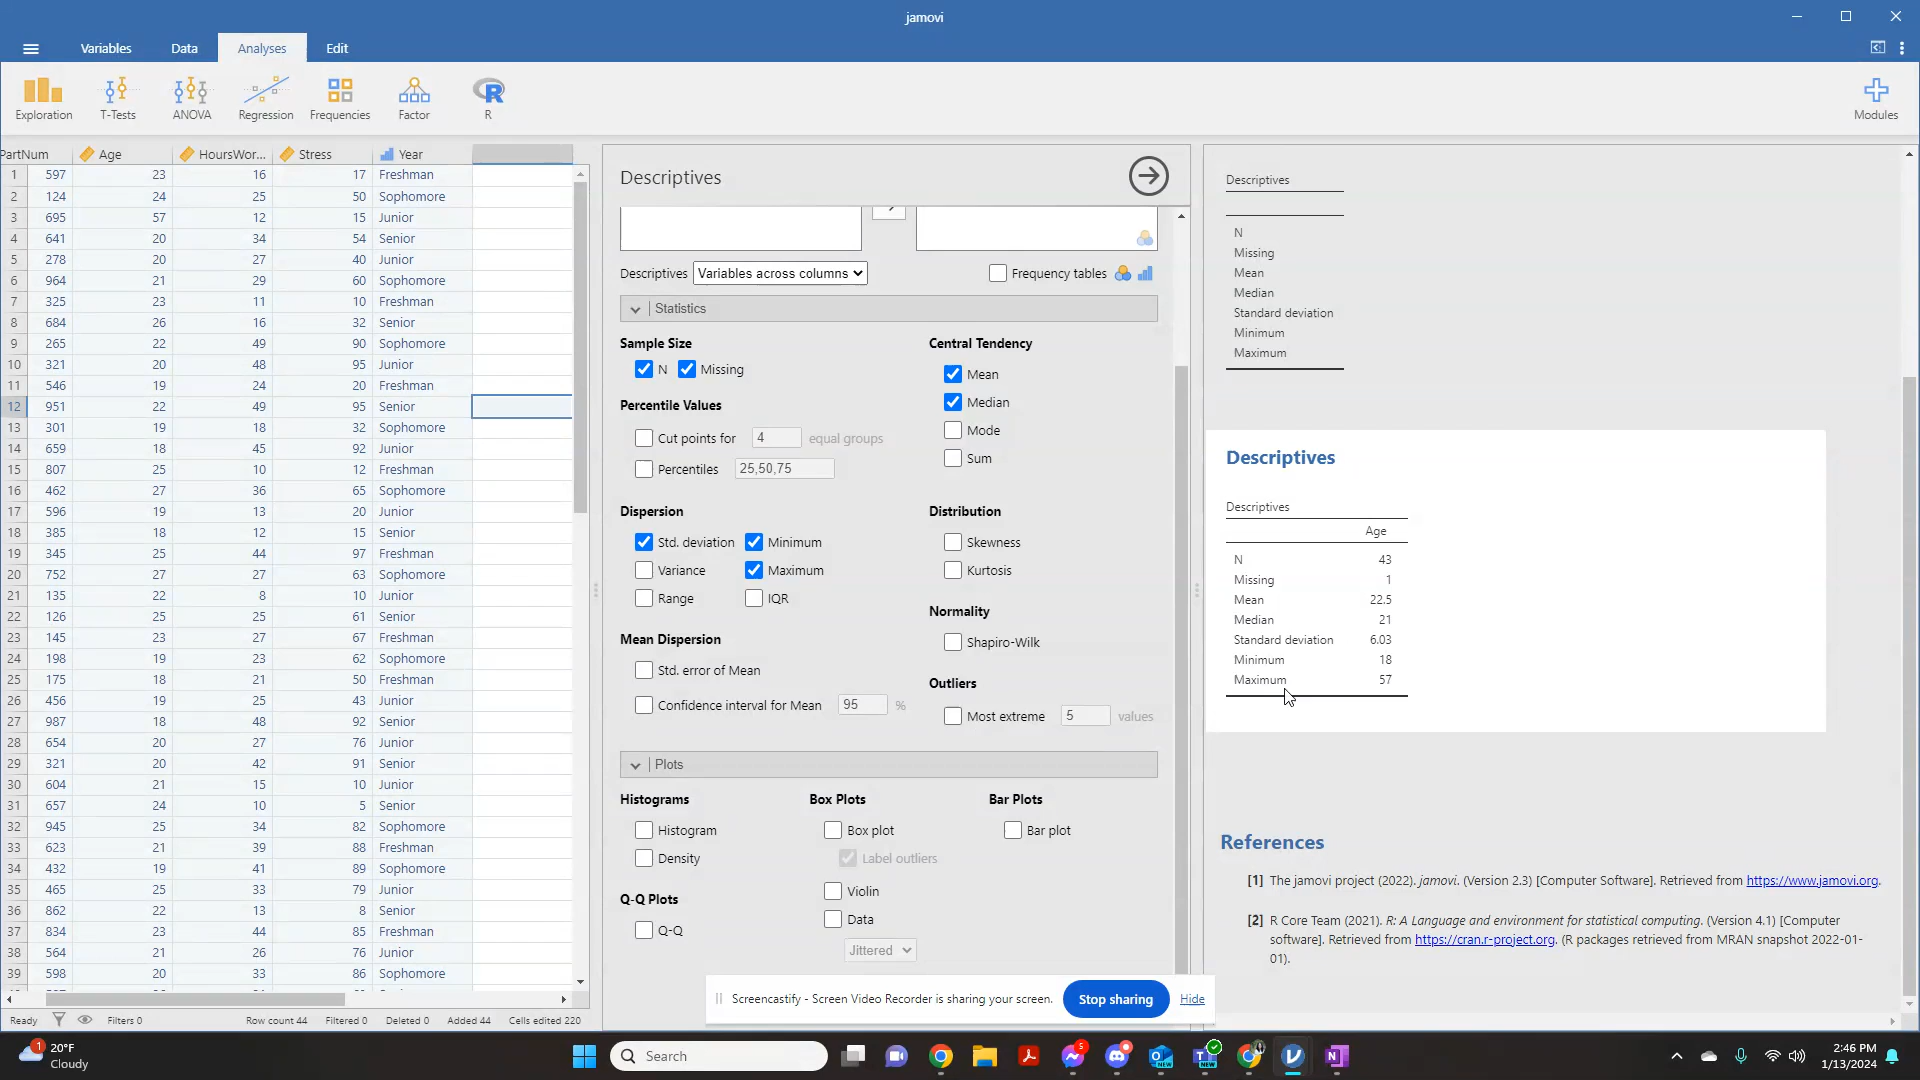 jamovi
Variables Data Analyses Edit
Exploration T-Tests ANOVA Regression Frequencies Factor R Modules
PartNum Age HoursWor... Stress Year
1 597 23 16 17 Freshman
2 124 24 25 50 Sophomore
3 695 57 12 15 Junior
4 641 20 34 54 Senior
5 278 20 27 40 Junior
6 964 21 29 60 Sophomore
7 325 23 11 10 Freshman
8 684 26 16 32 Senior
9 265 22 49 90 Sophomore
10 321 20 48 95 Junior
11 546 19 24 20 Freshman
12 951 22 49 95 Senior
13 301 19 18 32 Sophomore
14 659 18 45 92 Junior
15 807 25 10 12 Freshman
16 462 27 36 65 Sophomore
17 596 19 13 20 Junior
18 385 18 12 15 Senior
19 345 25 44 97 Freshman
20 752 27 27 63 Sophomore
21 135 22 8 10 Junior
22 126 25 25 61 Senior
23 145 23 27 67 Freshman
24 198 19 23 62 Sophomore
25 175 18 21 50 Freshman
26 456 19 25 43 Junior
27 987 18 48 92 Senior
28 654 20 27 76 Junior
29 321 20 42 91 Senior
30 604 21 15 10 Junior
31 657 24 10 5 Senior
32 945 25 34 82 Sophomore
33 623 21 39 88 Freshman
34 432 19 41 89 Sophomore
35 465 25 33 79 Junior
36 862 22 13 8 Senior
37 834 23 44 85 Freshman
38 564 21 26 76 Junior
39 598 20 33 86 Sophomore
Ready Filters 0 Row count 44 Filtered 0 Deleted 0 Added 44 Cells edited 220
Descriptives
Descriptives Variables across columns Frequency tables
Statistics
Sample Size
N Missing
Percentile Values
Cut points for 4 equal groups
Percentiles 25,50,75
Dispersion
Std. deviation Minimum
Variance Maximum
Range IQR
Mean Dispersion
Std. error of Mean
Confidence interval for Mean 95 %
Central Tendency
Mean
Median
Mode
Sum
Distribution
Skewness
Kurtosis
Normality
Shapiro-Wilk
Outliers
Most extreme 5 values
Plots
Histograms
Histogram
Density
Q-Q Plots
Q-Q
Box Plots
Box plot
Label outliers
Violin
Data
Jittered
Bar Plots
Bar plot
Descriptives
N
Missing
Mean
Median
Standard deviation
Minimum
Maximum
Descriptives
Descriptives
Age
N 43
Missing 1
Mean 22.5
Median 21
Standard deviation 6.03
Minimum 18
Maximum 57
References
[1] The jamovi project (2022). jamovi. (Version 2.3) [Computer Software]. Retrieved from https://www.jamovi.org.
[2] R Core Team (2021). R: A Language and environment for statistical computing. (Version 4.1) [Computer
software]. Retrieved from https://cran.r-project.org. (R packages retrieved from MRAN snapshot 2022-01-
01).
Screencastify - Screen Video Recorder is sharing your screen. Stop sharing Hide
1 20°F
Cloudy
Search
5
NEW
NEW
2:46 PM
1/13/2024